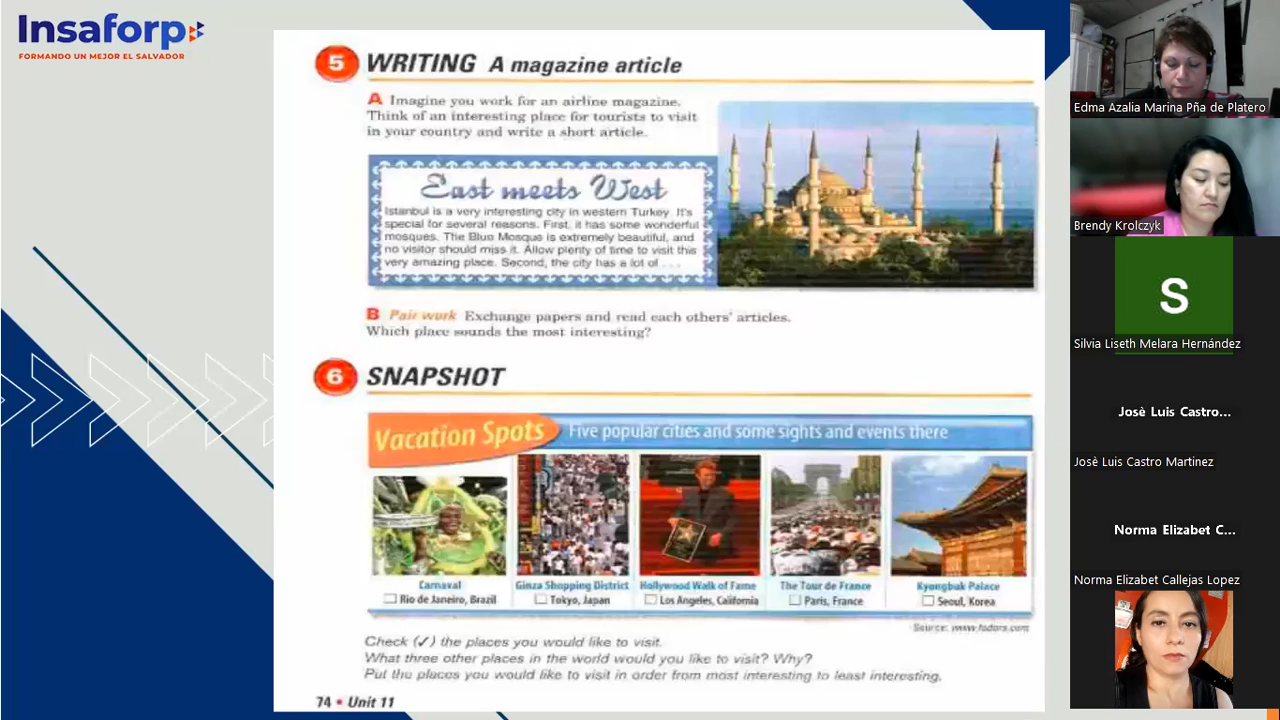 Insaforp
FORMANDO UN MEJOR EL SALVADOR
5 WRITING A magazine article
A Imagine you work for an airline magazine.
Think of an interesting place for tourists to visit
in your country and write a short article.
East meets West
Istanbul is a very interesting city in western Turkey. It's
special for several reasons. First, it has some wonderful
mosques. The Blue Mosque is extremely beautiful, and
no visitor should miss it. Allow plenty of time to visit this
very amazing place. Second, the city has a lot of . . .
B Pair work Exchange papers and read each others' articles.
Which place sounds the most interesting?
6 SNAPSHOT
Vacation Spots Five popular cities and some sights and events there
Carnaval
Rio de Janeiro, Brazil
Ginza Shopping District
Tokyo, Japan
Hollywood Walk of Fame
Los Angeles, California
The Tour de France
Paris, France
Kyongbuk Palace
Seoul, Korea
Source: www.fodors.com
Check (✓) the places you would like to visit.
What three other places in the world would you like to visit? Why?
Put the places you would like to visit in order from most interesting to least interesting.
74 • Unit 11
Edma Azalia Marina Pña de Platero
Brendy Krolczyk
S
Silvia Liseth Melara Hernández
Josè Luis Castro...
Josè Luis Castro Martinez
Norma Elizabet C...
Norma Elizabet Callejas Lopez